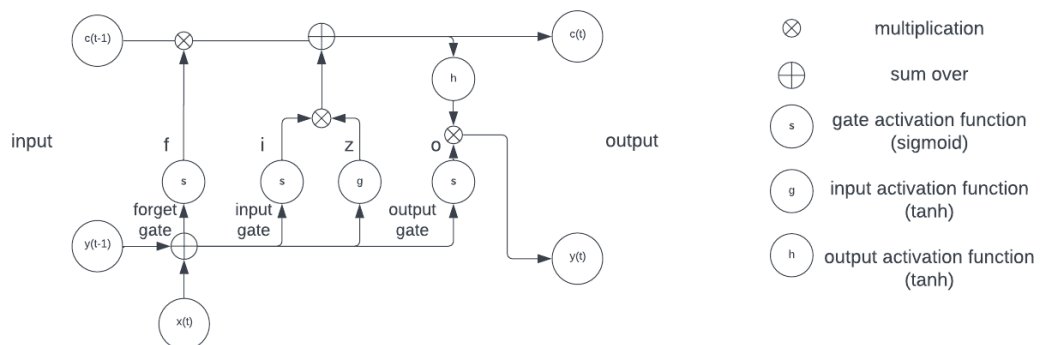 c(t-1)
c(t)
multiplication
h
sum over
input
f
i
z
o
output
s
gate activation function
(sigmoid)
s
s
g
s
g
input activation function
(tanh)
forget
gate
input
gate
output
gate
y(t-1)
y(t)
h
output activation function
(tanh)
x(t)